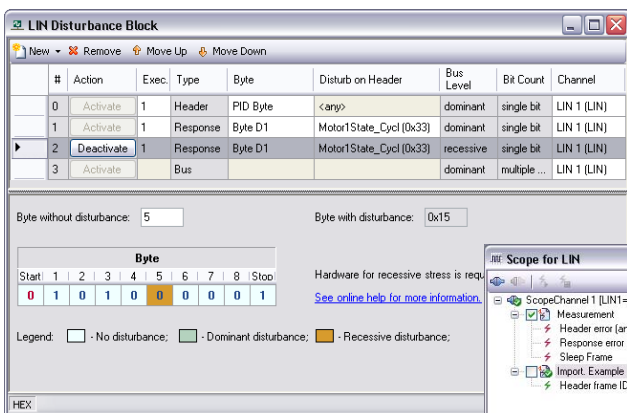 LIN Disturbance Block
New Remove Move Up Move Down
# Action Exec. Type Byte Disturb on Header Bus Level Bit Count Channel
0 Activate 1 Header PID Byte <any> dominant single bit LIN 1 (LIN)
1 Activate 1 Response Byte D1 Motor1State_Cycl (0x33) dominant single bit LIN 1 (LIN)
2 Deactivate 1 Response Byte D1 Motor1State_Cycl (0x33) recessive single bit LIN 1 (LIN)
3 Activate Bus dominant multiple ... LIN 1 (LIN)
Byte without disturbance: 5 Byte with disturbance: 0x15
Byte
Start 1 2 3 4 5 6 7 8 Stop
0 1 0 1 0 0 0 0 0 1
Hardware for recessive stress is requ
See online help for more information.
Legend: - No disturbance; - Dominant disturbance; - Recessive disturbance;
HEX
Scope for LIN
ScopeChannel 1 [LIN1=
Measurement
Header error (ar
Response error
Sleep Frame
Import. Example
Header frame ID